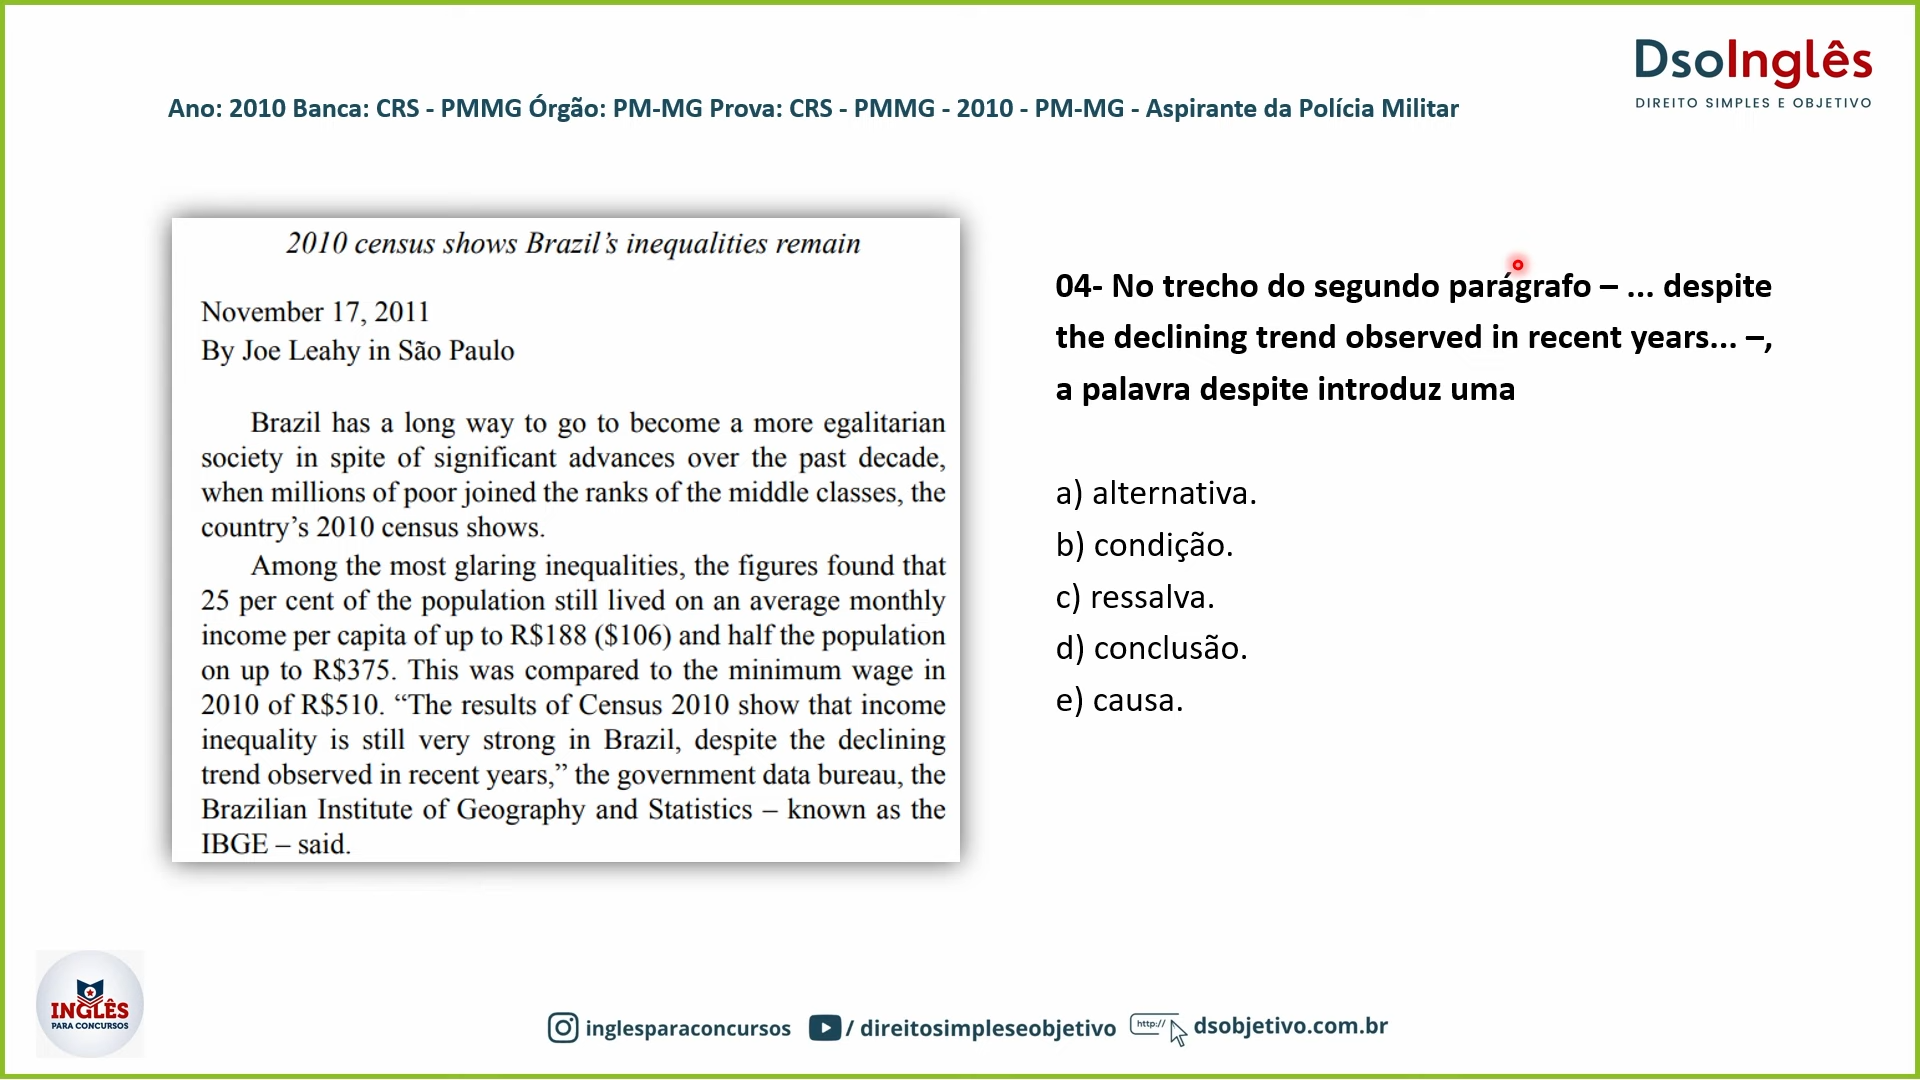 DsoInglês
DIREITO SIMPLES E OBJETIVO
Ano: 2010 Banca: CRS - PMMG Órgão: PM-MG Prova: CRS - PMMG - 2010 - PM-MG - Aspirante da Polícia Militar
2010 census shows Brazil’s inequalities remain
November 17, 2011
By Joe Leahy in São Paulo
Brazil has a long way to go to become a more egalitarian
society in spite of significant advances over the past decade,
when millions of poor joined the ranks of the middle classes, the
country’s 2010 census shows.
Among the most glaring inequalities, the figures found that
25 per cent of the population still lived on an average monthly
income per capita of up to R$188 ($106) and half the population
on up to R$375. This was compared to the minimum wage in
2010 of R$510. “The results of Census 2010 show that income
inequality is still very strong in Brazil, despite the declining
trend observed in recent years,” the government data bureau, the
Brazilian Institute of Geography and Statistics – known as the
IBGE – said.
04- No trecho do segundo parágrafo – ... despite
the declining trend observed in recent years... –,
a palavra despite introduz uma
a) alternativa.
b) condição.
c) ressalva.
d) conclusão.
e) causa.
INGLÊS
PARA CONCURSOS
inglesparaconcursos
/ direitosimpleseobjetivo
http://
dsobjetivo.com.br